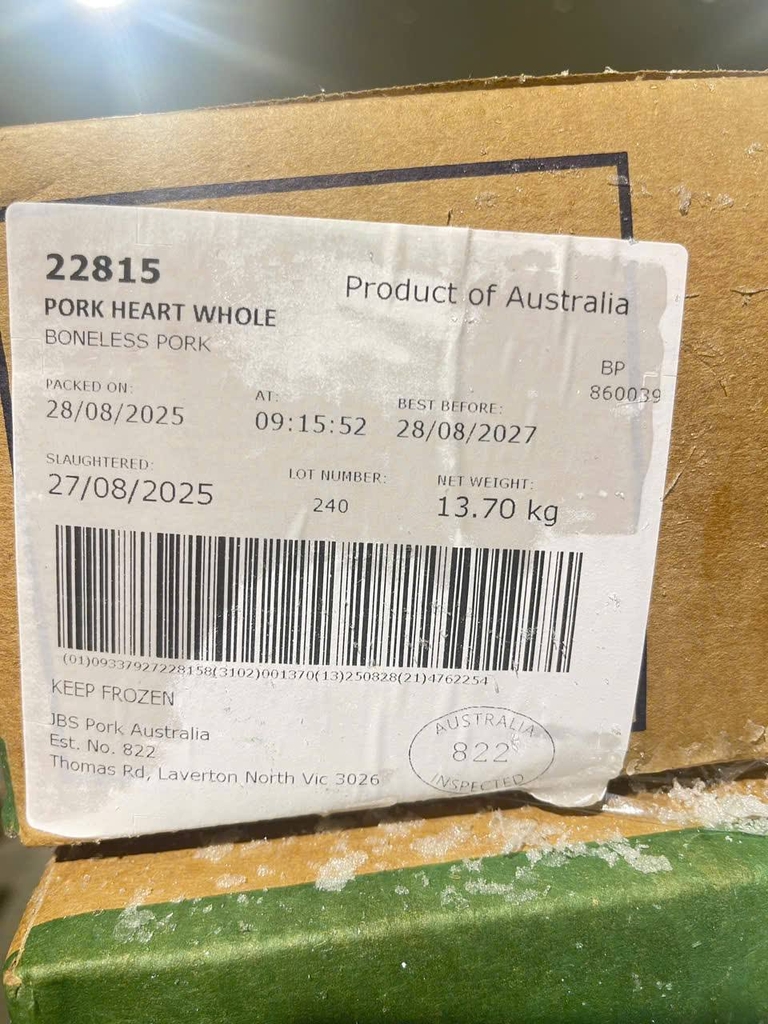 22815
Product of Australia
PORK HEART WHOLE
BONELESS PORK
BP
860039
PACKED ON:
28/08/2025
AT:
09:15:52
BEST BEFORE:
28/08/2027
SLAUGHTERED:
27/08/2025
LOT NUMBER:
240
NET WEIGHT:
13.70 kg
(01)09337927228158(3102)001370(13)250828(21)4762254
KEEP FROZEN
JBS Pork Australia
Est. No. 822
Thomas Rd, Laverton North Vic 3026
AUSTRALIA
822
INSPECTED